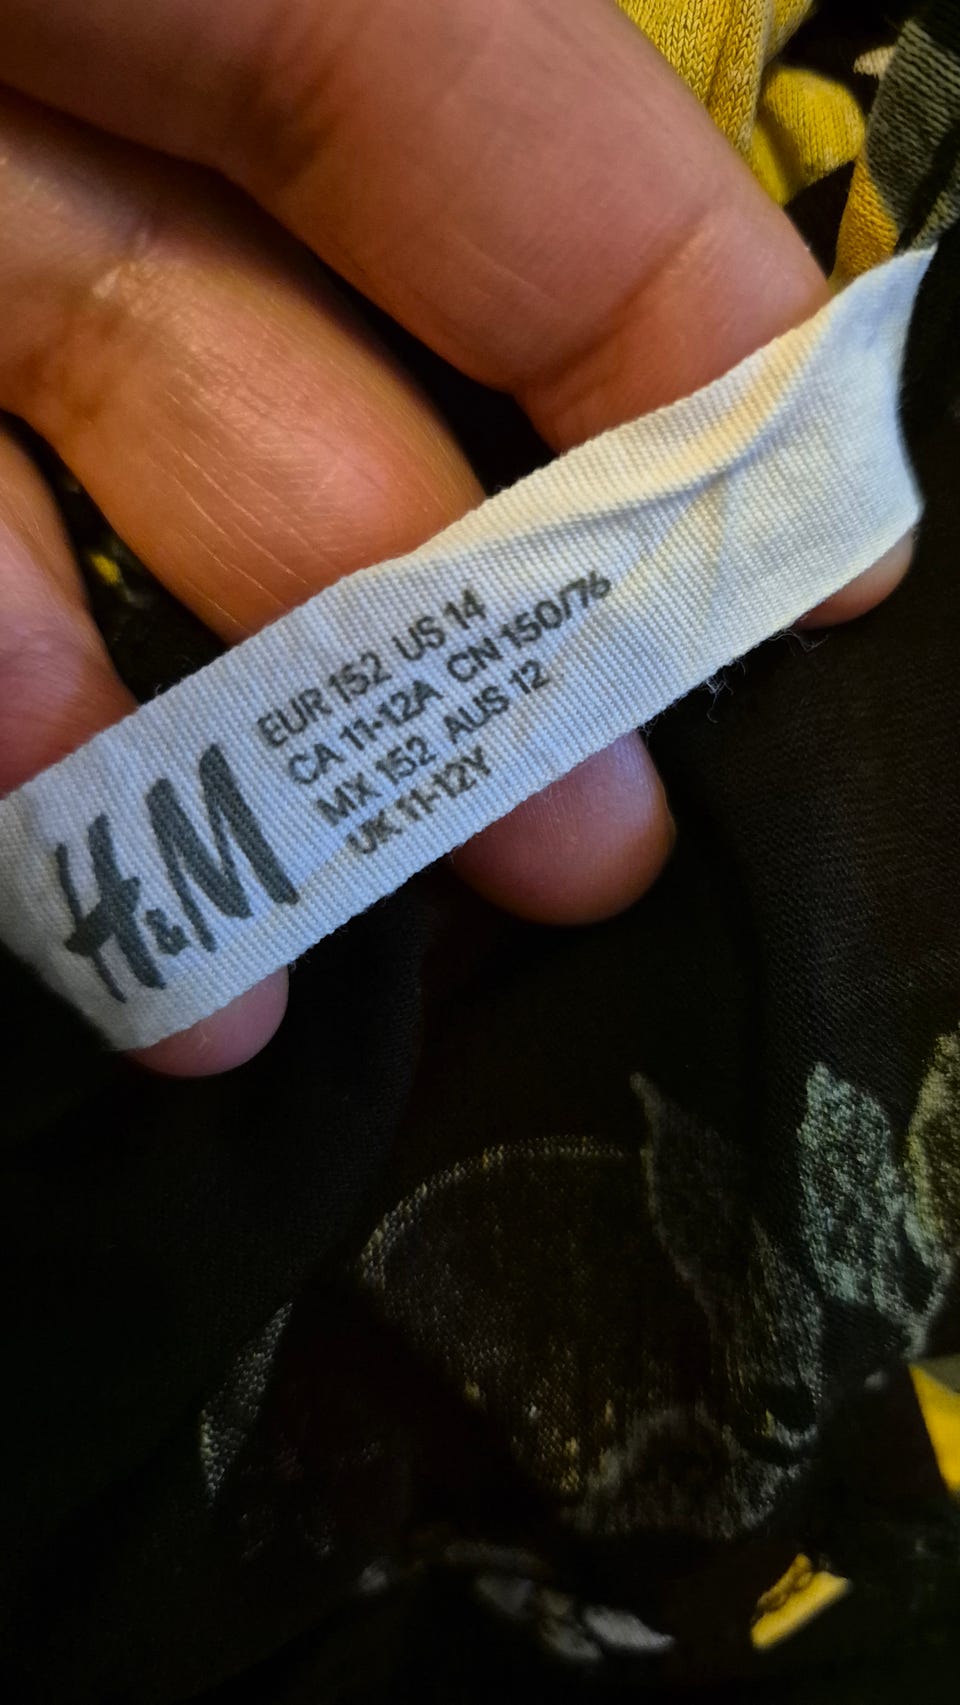 H&M
EUR 152 US 14
CA 11-12A CN 150/76
MX 152 AUS 12
UK 11-12Y